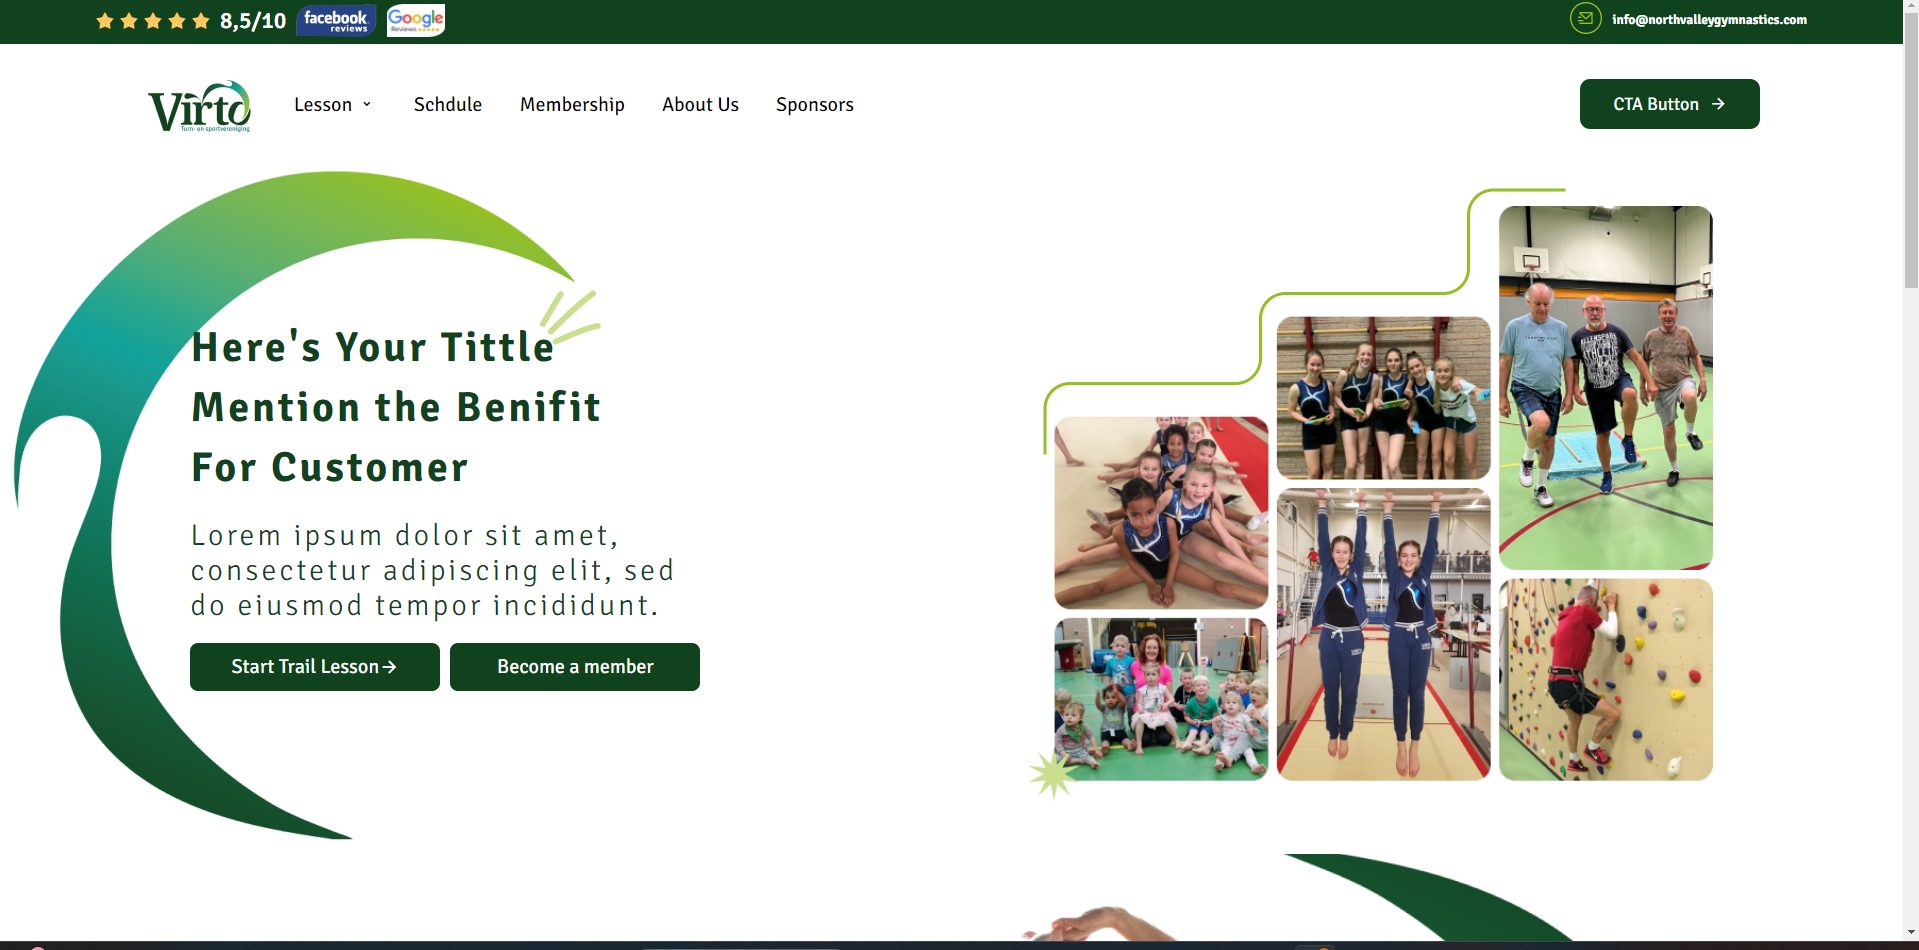 8,5/10
facebook
reviews
Google
Reviews
info@northvalleygymnastics.com
Virto
Turn- en sportvereniging
Lesson
Schdule
Membership
About Us
Sponsors
CTA Button →
Here's Your Tittle
Mention the Benifit
For Customer
Lorem ipsum dolor sit amet,
consectetur adipiscing elit, sed
do eiusmod tempor incididunt.
Start Trail Lesson→
Become a member